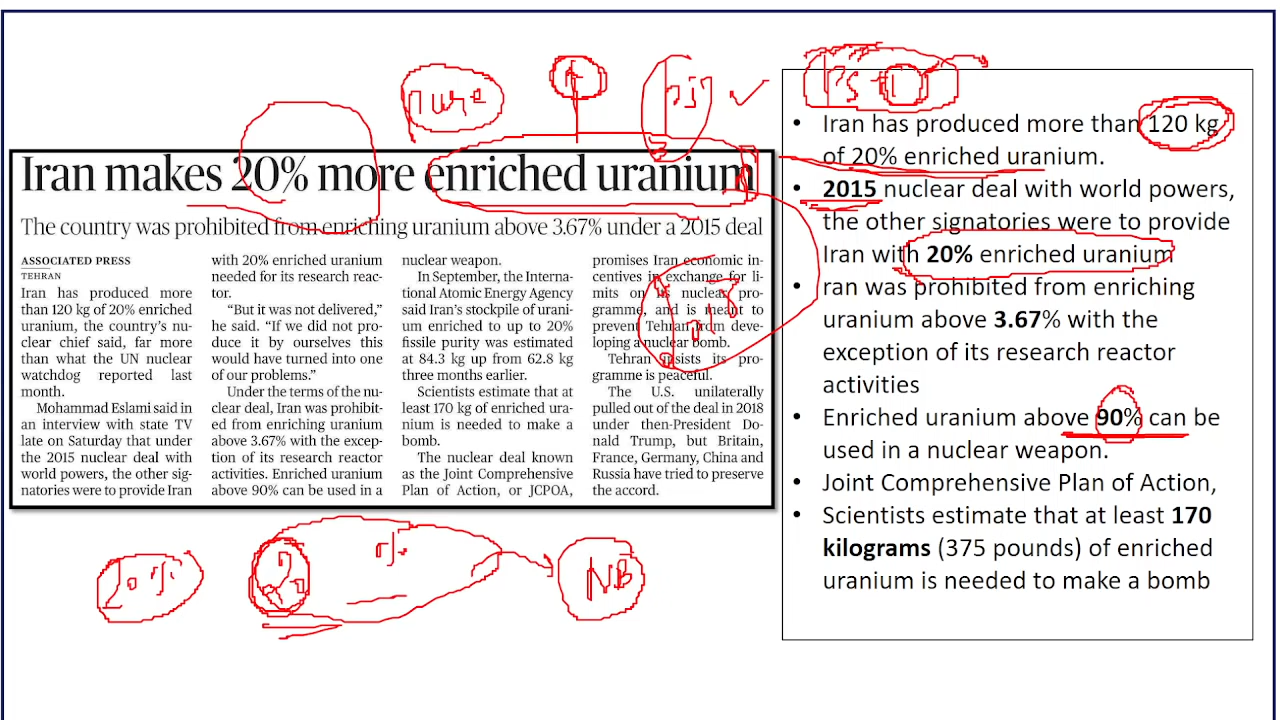 Iran makes 20% more enriched uranium
The country was prohibited from enriching uranium above 3.67% under a 2015 deal
ASSOCIATED PRESS
TEHRAN
Iran has produced more
than 120 kg of 20% enriched
uranium, the country's nu-
clear chief said, far more
than what the UN nuclear
watchdog reported last
month.
Mohammad Eslami said in
an interview with state TV
late on Saturday that under
the 2015 nuclear deal with
world powers, the other sig-
natories were to provide Iran
with 20% enriched uranium
needed for its research reac-
tor.
"But it was not delivered,"
he said. "If we did not pro-
duce it by ourselves this
would have turned into one
of our problems."
Under the terms of the nu-
clear deal, Iran was prohibit-
ed from enriching uranium
above 3.67% with the excep-
tion of its research reactor
activities. Enriched uranium
above 90% can be used in a
nuclear weapon.
In September, the Interna-
tional Atomic Energy Agency
said Iran's stockpile of urani-
um enriched to up to 20%
fissile purity was estimated
at 84.3 kg up from 62.8 kg
three months earlier.
Scientists estimate that at
least 170 kg of enriched ura-
nium is needed to make a
bomb.
The nuclear deal known
as the Joint Comprehensive
Plan of Action, or JCPOA,
promises Iran economic in-
centives in exchange for li-
mits on its nuclear pro-
gramme, and is meant to
prevent Tehran from deve-
loping a nuclear bomb.
Tehran insists its pro-
gramme is peaceful.
The U.S. unilaterally
pulled out of the deal in 2018
under then-President Do-
nald Trump, but Britain,
France, Germany, China and
Russia have tried to preserve
the accord.
• Iran has produced more than 120 kg
of 20% enriched uranium.
• 2015 nuclear deal with world powers,
the other signatories were to provide
Iran with 20% enriched uranium
• ran was prohibited from enriching
uranium above 3.67% with the
exception of its research reactor
activities
• Enriched uranium above 90% can be
used in a nuclear weapon.
• Joint Comprehensive Plan of Action,
• Scientists estimate that at least 170
kilograms (375 pounds) of enriched
uranium is needed to make a bomb
NB